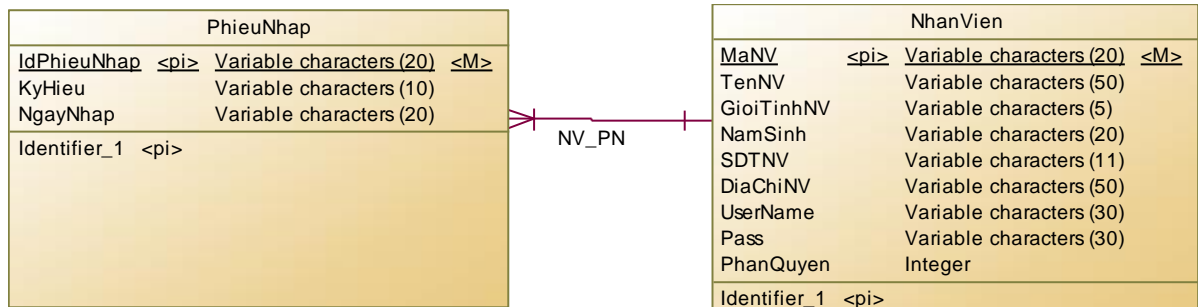 PhieuNhap
IdPhieuNhap <pi> Variable characters (20) <M>
KyHieu Variable characters (10)
NgayNhap Variable characters (20)
Identifier_1 <pi>
NV_PN
NhanVien
MaNV <pi> Variable characters (20) <M>
TenNV Variable characters (50)
GioiTinhNV Variable characters (5)
NamSinh Variable characters (20)
SDTNV Variable characters (11)
DiaChiNV Variable characters (50)
UserName Variable characters (30)
Pass Variable characters (30)
PhanQuyen Integer
Identifier_1 <pi>